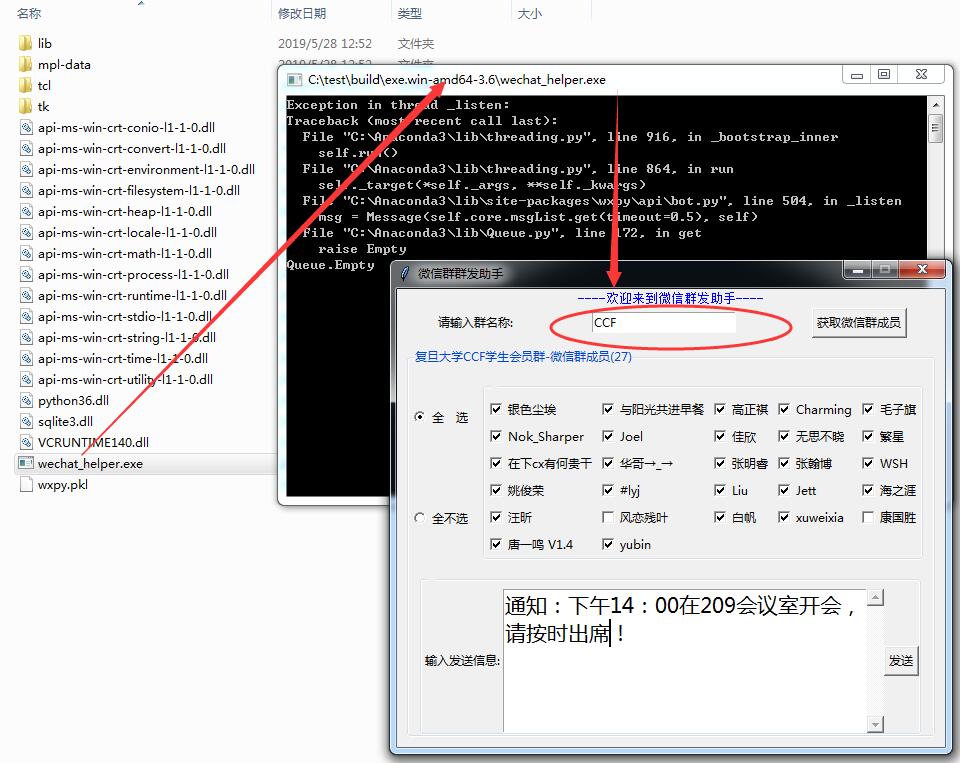 名称 修改日期 类型 大小
lib 2019/5/28 12:52 文件夹
mpl-data 2019/5/28 12:52 文件夹
tcl
tk
api-ms-win-crt-conio-l1-1-0.dll
api-ms-win-crt-convert-l1-1-0.dll
api-ms-win-crt-environment-l1-1-0.dll
api-ms-win-crt-filesystem-l1-1-0.dll
api-ms-win-crt-heap-l1-1-0.dll
api-ms-win-crt-locale-l1-1-0.dll
api-ms-win-crt-math-l1-1-0.dll
api-ms-win-crt-process-l1-1-0.dll
api-ms-win-crt-runtime-l1-1-0.dll
api-ms-win-crt-stdio-l1-1-0.dll
api-ms-win-crt-string-l1-1-0.dll
api-ms-win-crt-time-l1-1-0.dll
api-ms-win-crt-utility-l1-1-0.dll
python36.dll
sqlite3.dll
VCRUNTIME140.dll
wechat_helper.exe
wxpy.pkl
C:\test\build\exe.win-amd64-3.6\wechat_helper.exe
Exception in thread _listen:
Traceback (most recent call last):
File "C:\Anaconda3\lib\threading.py", line 916, in _bootstrap_inner
self.run()
File "C:\Anaconda3\lib\threading.py", line 864, in run
self._target(*self._args, **self._kwargs)
File "C:\Anaconda3\lib\site-packages\wxpy\api\bot.py", line 504, in _listen
msg = Message(self.core.msgList.get(timeout=0.5), self)
File "C:\Anaconda3\lib\Queue.py", line 172, in get
raise Empty
Queue.Empty
微信群群发助手
----欢迎来到微信群发助手----
请输入群名称: CCF 获取微信群成员
复旦大学CCF学生会员群-微信群成员(27)
全 选
全不选
银色尘埃 与阳光共进早餐 高正祺 Charming 毛子旗
Nok_Sharper Joel 佳欣 无思不晓 繁星
在下cx有何贵干 华哥→_→ 张明睿 张翰博 WSH
姚俊荣 #lyj Liu Jett 海之涯
汪昕 风恋残叶 白帆 xuweixia 康国胜
唐一鸣 V1.4 yubin
输入发送信息:
通知：下午14：00在209会议室开会，
请按时出席！
发送